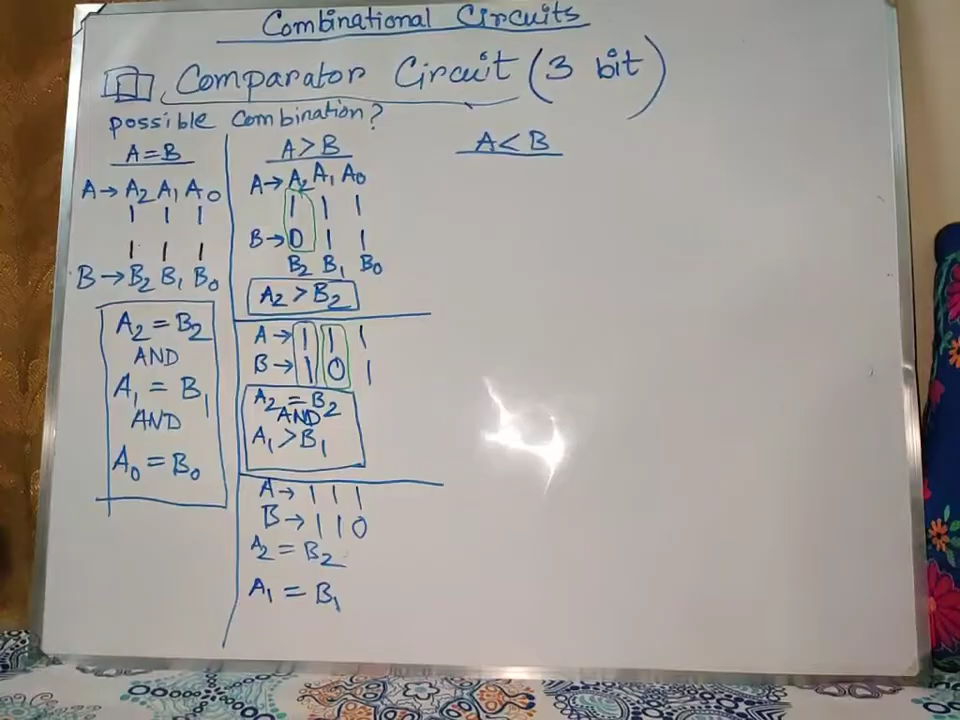 Combinational Circuits
Comparator Circuit (3 bit)
possible Combination?
A=B
A→ A2 A1 A0
1 1 1
1 1 1
B→ B2 B1 B0
A2 = B2
AND
A1 = B1
AND
A0 = B0
A>B
A→ A2 A1 A0
1 1 1
B→ 0 1 1
B2 B1 B0
A2 > B2
A→ 1 1 1
B→ 1 0 1
A2 = B2
AND
A1 > B1
A→ 1 1 1
B→ 1 1 0
A2 = B2
A1 = B1
A<B